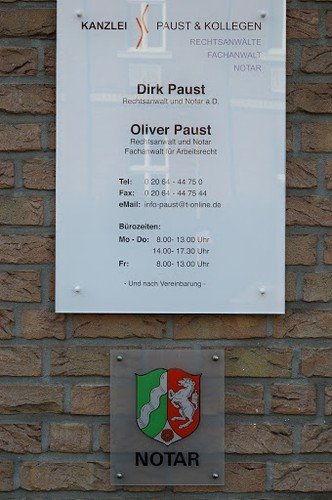 KANZLEI PAUST & KOLLEGEN
RECHTSANWÄLTE
FACHANWALT
NOTAR
Dirk Paust
Rechtsanwalt und Notar a.D.
Oliver Paust
Rechtsanwalt und Notar
Fachanwalt für Arbeitsrecht
Tel: 0 20 64 - 44 75 0
Fax: 0 20 64 - 44 75 44
eMail: info-paust@t-online.de
Bürozeiten:
Mo - Do: 8.00- 13.00 Uhr
14.00- 17.30 Uhr
Fr: 8.00- 13.00 Uhr
- Und nach Vereinbarung -
NOTAR